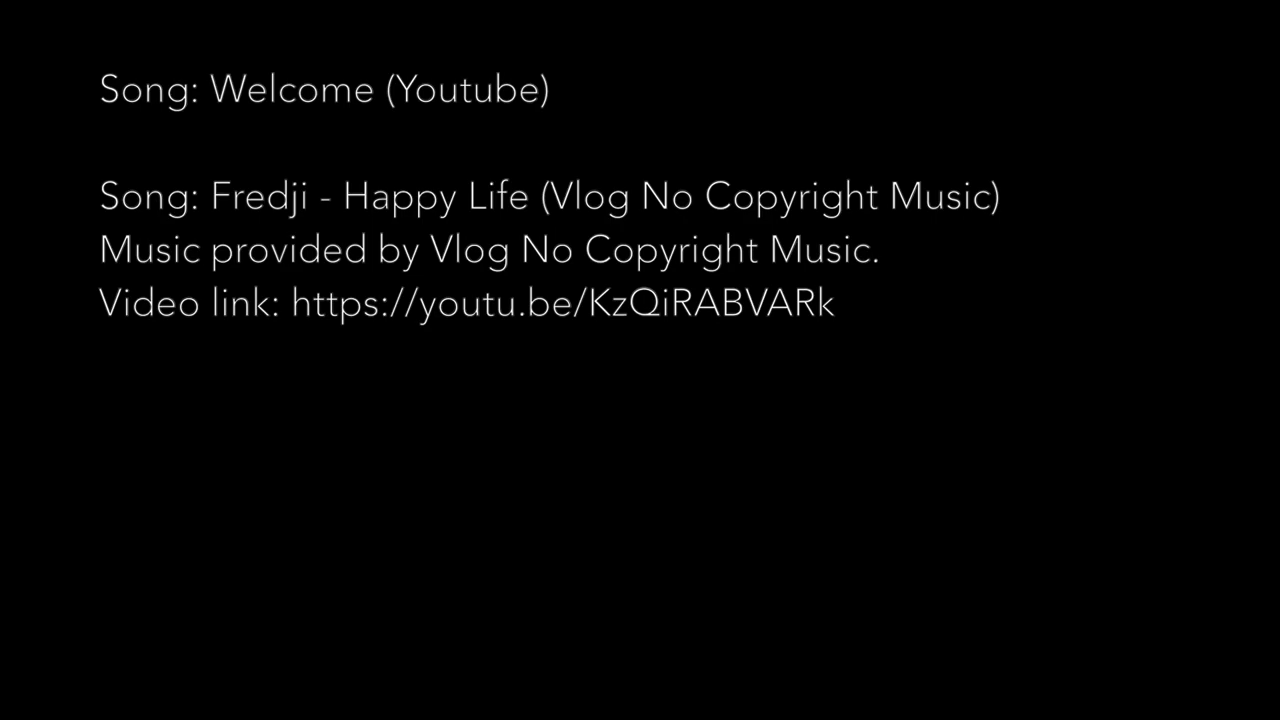 Song: Welcome (Youtube)
Song: Fredji - Happy Life (Vlog No Copyright Music)
Music provided by Vlog No Copyright Music.
Video link: https://youtu.be/KzQiRABVARk